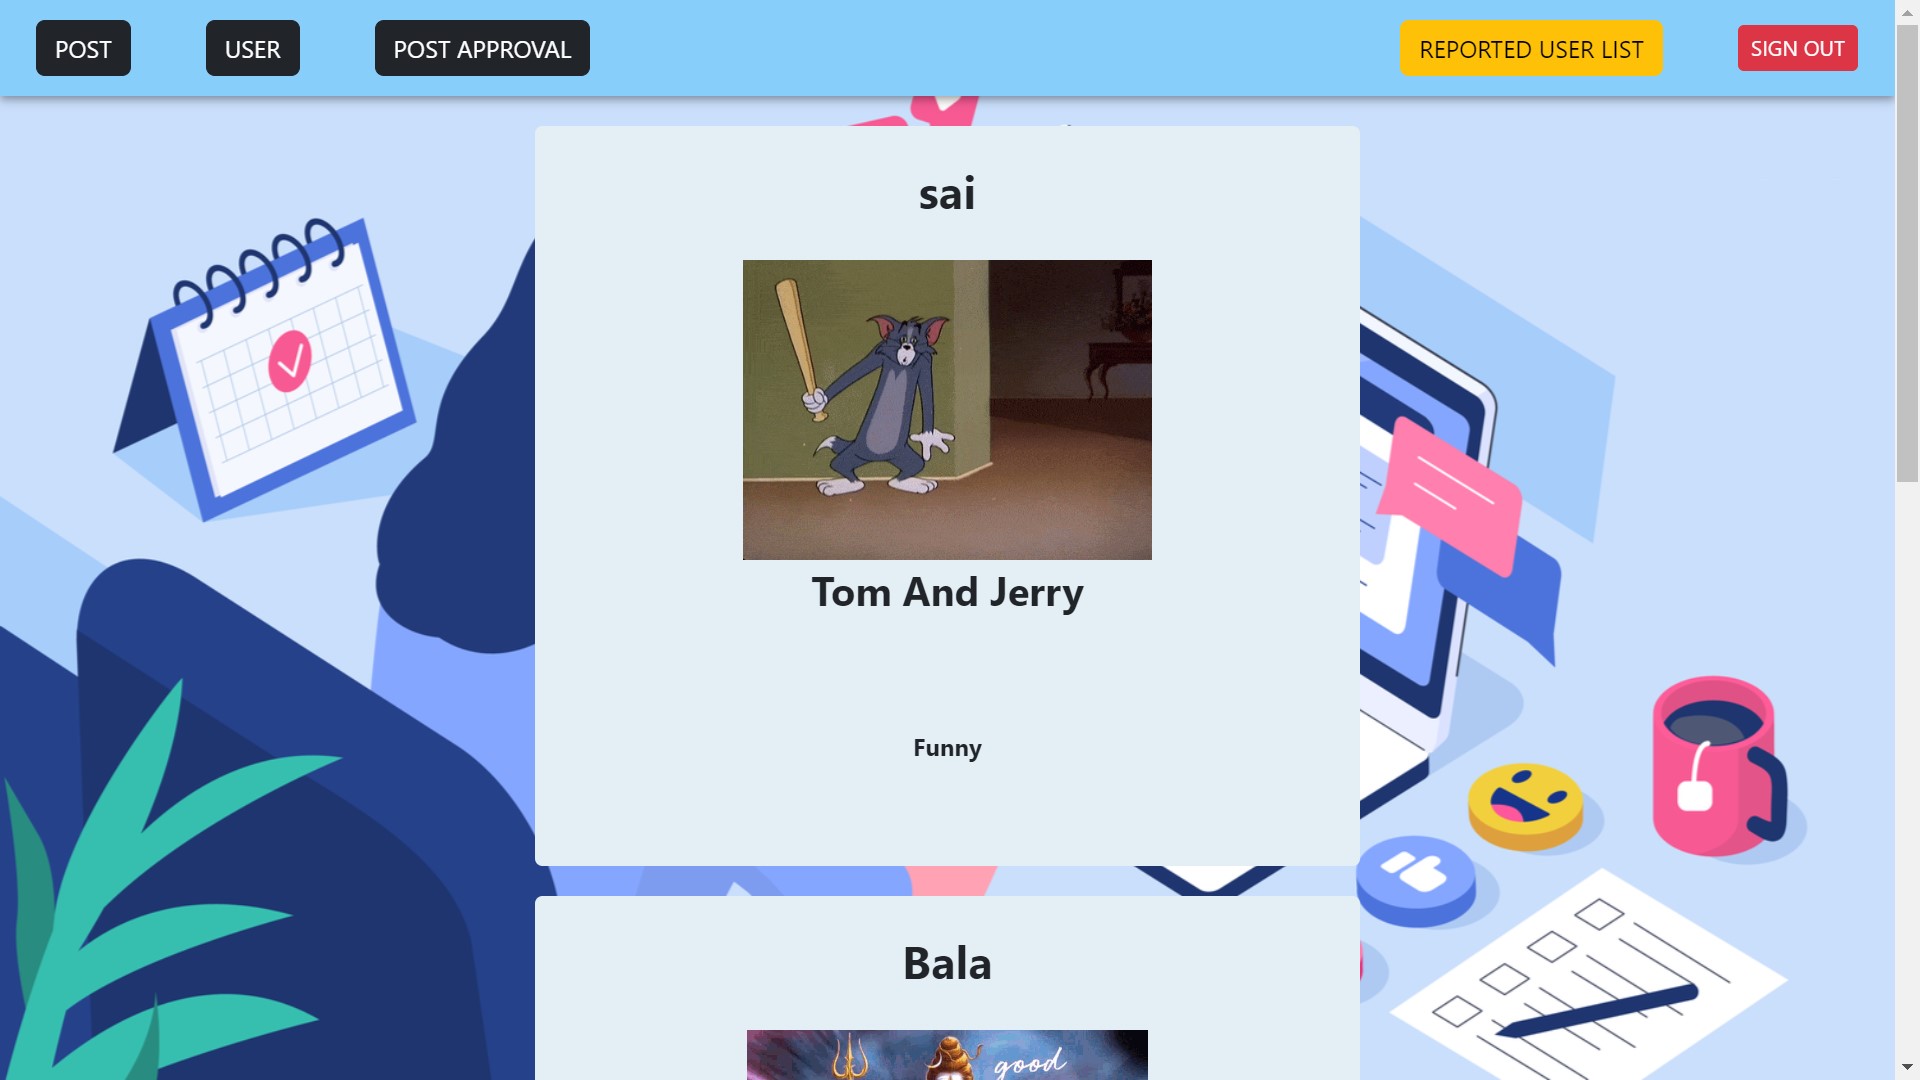 POST
USER
POST APPROVAL
REPORTED USER LIST
SIGN OUT
sai
Tom And Jerry
Funny
Bala
good